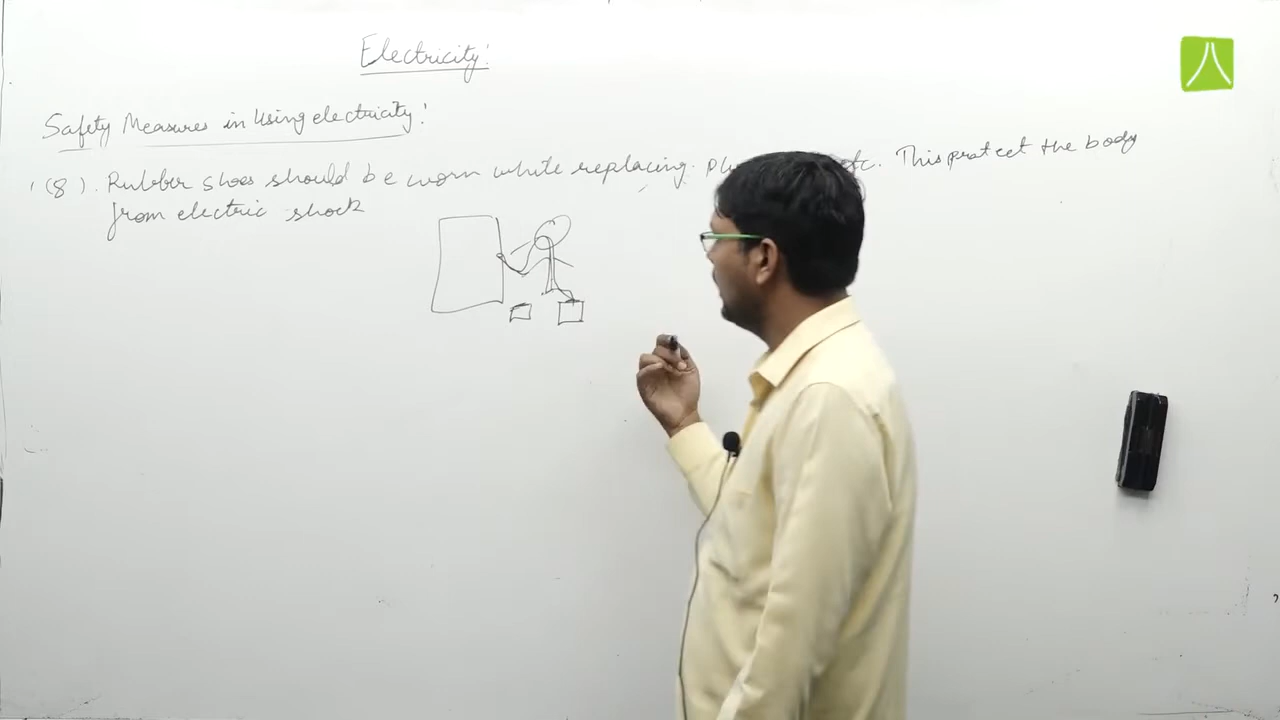 Electricity:
Safety Measures in Using electricity:
(8). Rubber shoes should be worn while replacing etc. This protect the body
from electric shock